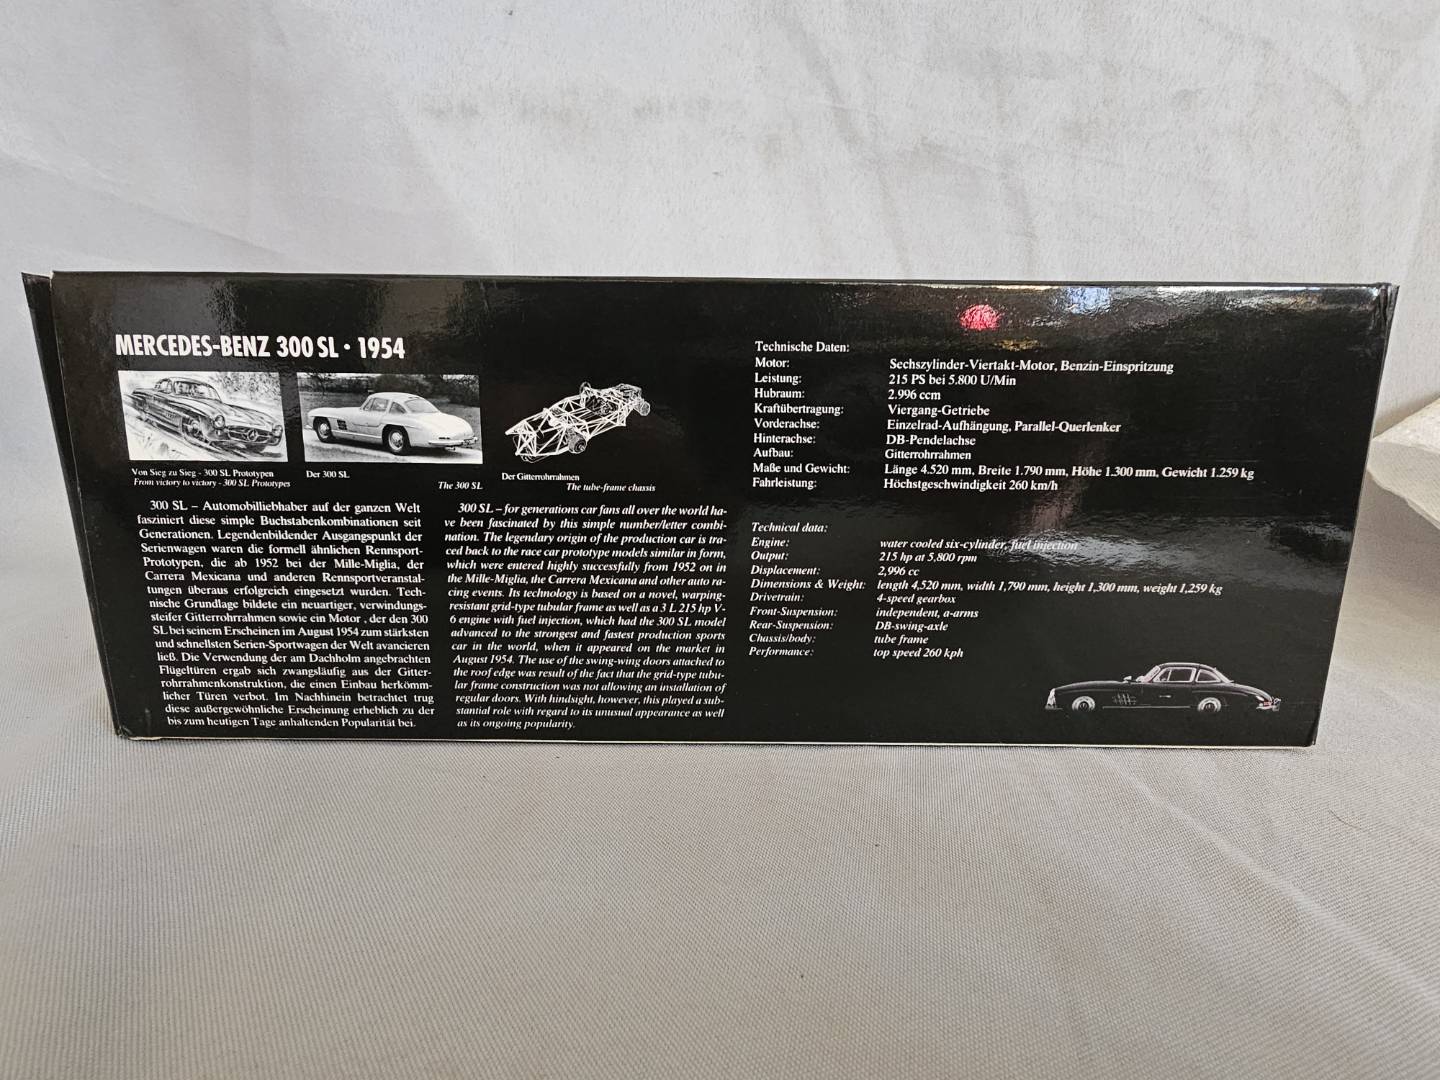 MERCEDES-BENZ 300 SL • 1954
Von Sieg zu Sieg - 300 SL Prototypen
From victory to victory - 300 SL Prototypes
Der 300 SL
The 300 SL
Der Gitterrohrrahmen
The tube-frame chassis
300 SL – Automobilliebhaber auf der ganzen Welt
fasziniert diese simple Buchstabenkombinationen seit
Generationen. Legendenbildender Ausgangspunkt der
Serienwagen waren die formell ähnlichen Rennsport-
Prototypen, die ab 1952 bei der Mille-Miglia, der
Carrera Mexicana und anderen Rennsportveranstal-
tungen überaus erfolgreich eingesetzt wurden. Tech-
nische Grundlage bildete ein neuartiger, verwindungs-
steifer Gitterrohrrahmen sowie ein Motor , der den 300
SL bei seinem Erscheinen im August 1954 zum stärksten
und schnellsten Serien-Sportwagen der Welt avancieren
ließ. Die Verwendung der am Dachholm angebrachten
Flügeltüren ergab sich zwangsläufig aus der Gitter-
rohrrahmenkonstruktion, die einen Einbau herkömm-
licher Türen verbot. Im Nachhinein betrachtet trug
diese außergewöhnliche Erscheinung erheblich zu der
bis zum heutigen Tage anhaltenden Popularität bei.
300 SL – for generations car fans all over the world ha-
ve been fascinated by this simple number/letter combi-
nation. The legendary origin of the production car is tra-
ced back to the race car prototype models similar in form,
which were entered highly successfully from 1952 on in
the Mille-Miglia, the Carrera Mexicana and other auto ra-
cing events. Its technology is based on a novel, warping-
resistant grid-type tubular frame as well as a 3 L 215 hp V-
6 engine with fuel injection, which had the 300 SL model
advanced to the strongest and fastest production sports
car in the world, when it appeared on the market in
August 1954. The use of the swing-wing doors attached to
the roof edge was result of the fact that the grid-type tubu-
lar frame construction was not allowing an installation of
regular doors. With hindsight, however, this played a sub-
stantial role with regard to its unusual appearance as well
as its ongoing popularity.
Technische Daten:
Motor: Sechszylinder-Viertakt-Motor, Benzin-Einspritzung
Leistung: 215 PS bei 5.800 U/Min
Hubraum: 2.996 ccm
Kraftübertragung: Viergang-Getriebe
Vorderachse: Einzelrad-Aufhängung, Parallel-Querlenker
Hinterachse: DB-Pendelachse
Aufbau: Gitterrohrrahmen
Maße und Gewicht: Länge 4.520 mm, Breite 1.790 mm, Höhe 1.300 mm, Gewicht 1.259 kg
Fahrleistung: Höchstgeschwindigkeit 260 km/h
Technical data:
Engine: water cooled six-cylinder, fuel injection
Output: 215 hp at 5,800 rpm
Displacement: 2,996 cc
Dimensions & Weight: length 4,520 mm, width 1,790 mm, height 1,300 mm, weight 1,259 kg
Drivetrain: 4-speed gearbox
Front-Suspension: independent, a-arms
Rear-Suspension: DB-swing-axle
Chassis/body: tube frame
Performance: top speed 260 kph